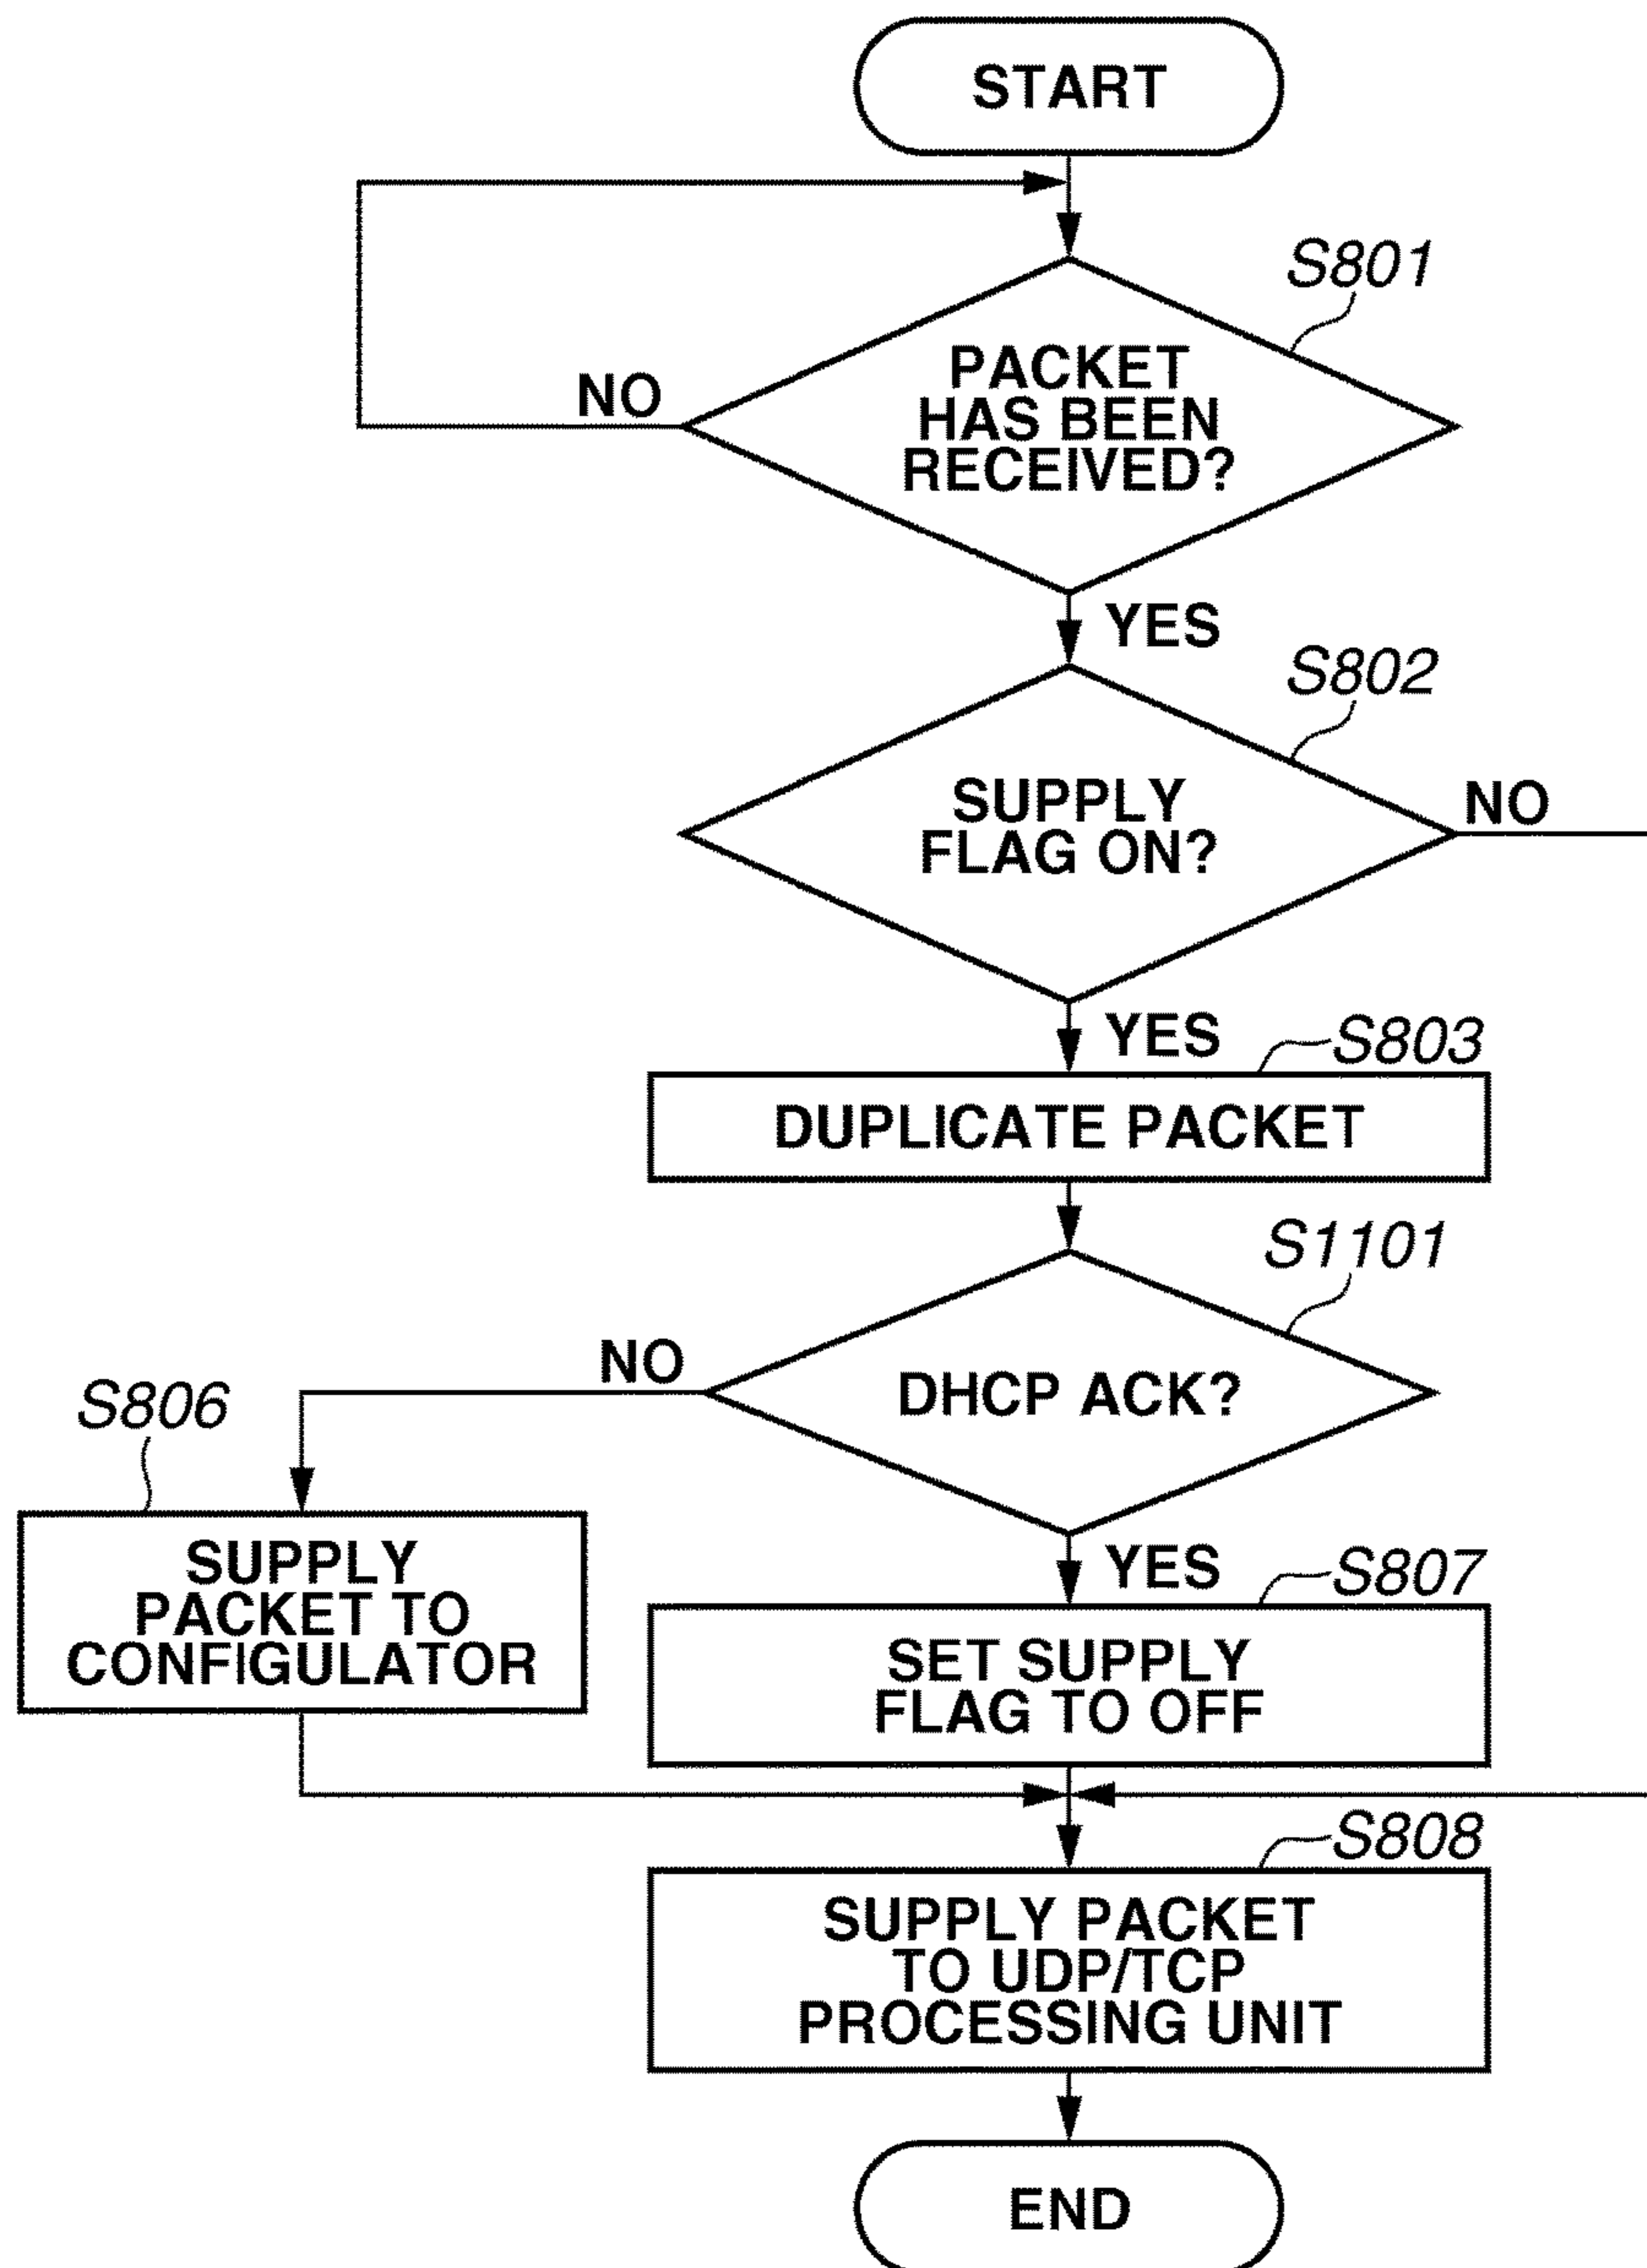 START
S801
PACKET
HAS BEEN
RECEIVED?
NO
YES
S802
SUPPLY
FLAG ON?
NO
YES
S803
DUPLICATE PACKET
S1101
DHCP ACK?
NO
S806
SUPPLY
PACKET TO
CONFIGULATOR
YES
S807
SET SUPPLY
FLAG TO OFF
S808
SUPPLY PACKET
TO UDP/TCP
PROCESSING UNIT
END